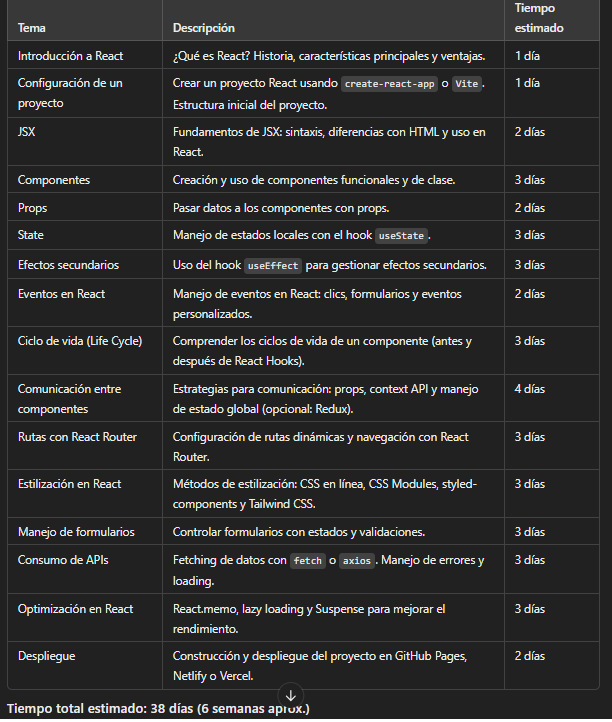 Tema Descripción Tiempo
estimado
Introducción a React ¿Qué es React? Historia, características principales y ventajas. 1 día
Configuración de un Crear un proyecto React usando create-react-app o Vite. 1 día
proyecto Estructura inicial del proyecto.
JSX Fundamentos de JSX: sintaxis, diferencias con HTML y uso en 2 días
React.
Componentes Creación y uso de componentes funcionales y de clase. 3 días
Props Pasar datos a los componentes con props. 2 días
State Manejo de estados locales con el hook useState. 3 días
Efectos secundarios Uso del hook useEffect para gestionar efectos secundarios. 3 días
Eventos en React Manejo de eventos en React: clics, formularios y eventos 2 días
personalizados.
Ciclo de vida (Life Cycle) Comprender los ciclos de vida de un componente (antes y 3 días
después de React Hooks).
Comunicación entre Estrategias para comunicación: props, context API y manejo 4 días
componentes de estado global (opcional: Redux).
Rutas con React Router Configuración de rutas dinámicas y navegación con React 3 días
Router.
Estilización en React Métodos de estilización: CSS en línea, CSS Modules, styled- 3 días
components y Tailwind CSS.
Manejo de formularios Controlar formularios con estados y validaciones. 3 días
Consumo de APIs Fetching de datos con fetch o axios. Manejo de errores y 3 días
loading.
Optimización en React React.memo, lazy loading y Suspense para mejorar el 3 días
rendimiento.
Despliegue Construcción y despliegue del proyecto en GitHub Pages, 2 días
Netlify o Vercel.
Tiempo total estimado: 38 días (6 semanas aprox.)